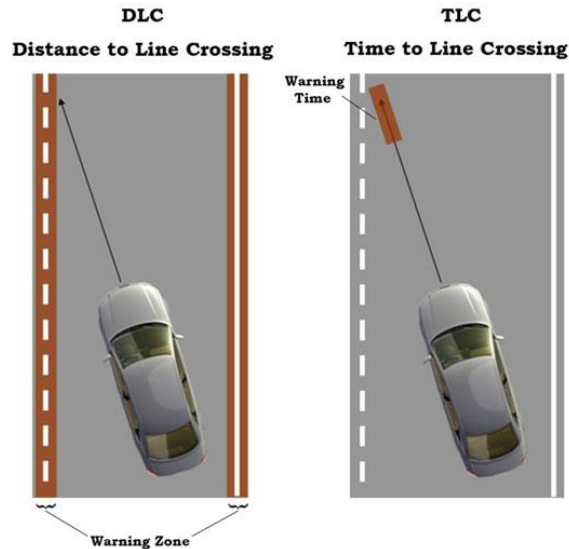 DLC
Distance to Line Crossing
TLC
Time to Line Crossing
Warning
Time
Warning Zone